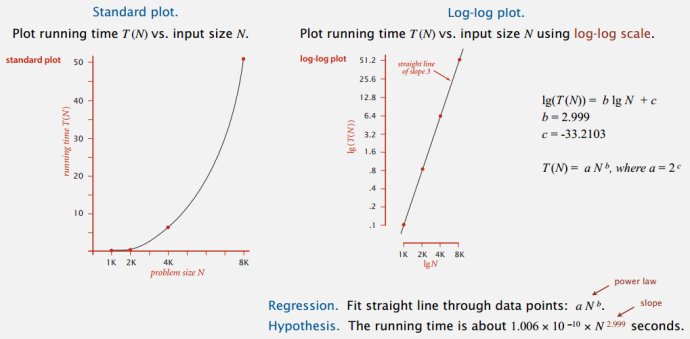 Standard plot.
Plot running time T (N) vs. input size N.
standard plot
50
40
30
20
10
running time T(N)
1K 2K 4K 8K
problem size N
Log-log plot.
Plot running time T (N) vs. input size N using log-log scale.
log-log plot
51.2
25.6
12.8
6.4
3.2
1.6
.8
.4
.2
.1
lg(T(N))
straight line
of slope 3
1K 2K 4K 8K
lgN
lg(T (N)) = b lg N + c
b = 2.999
c = -33.2103
T (N) = a N b, where a = 2 c
power law
Regression. Fit straight line through data points: a N b.
slope
Hypothesis. The running time is about 1.006 × 10 –10 × N 2.999 seconds.